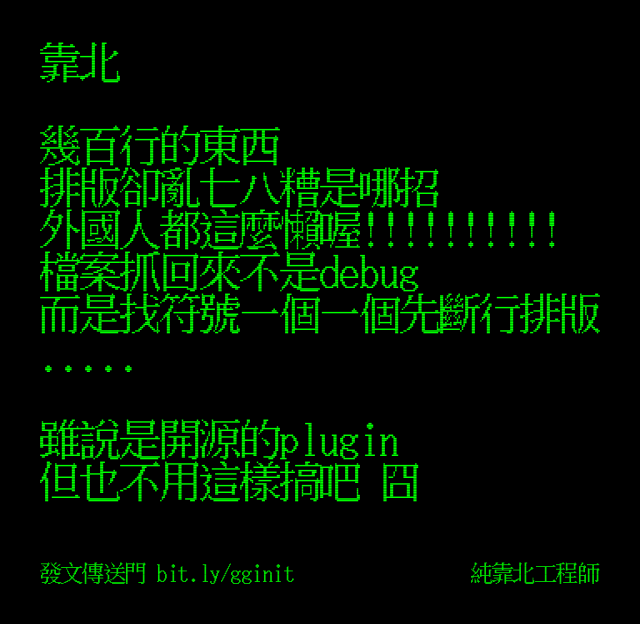 靠北
幾百行的東西
排版卻亂七八糟是哪招
外國人都這麼懶喔!!!!!!!!!!
檔案抓回來不是debug
而是找符號一個一個先斷行排版
.....
雖說是開源的plugin
但也不用這樣搞吧 囧
發文傳送門 bit.ly/gginit
純靠北工程師